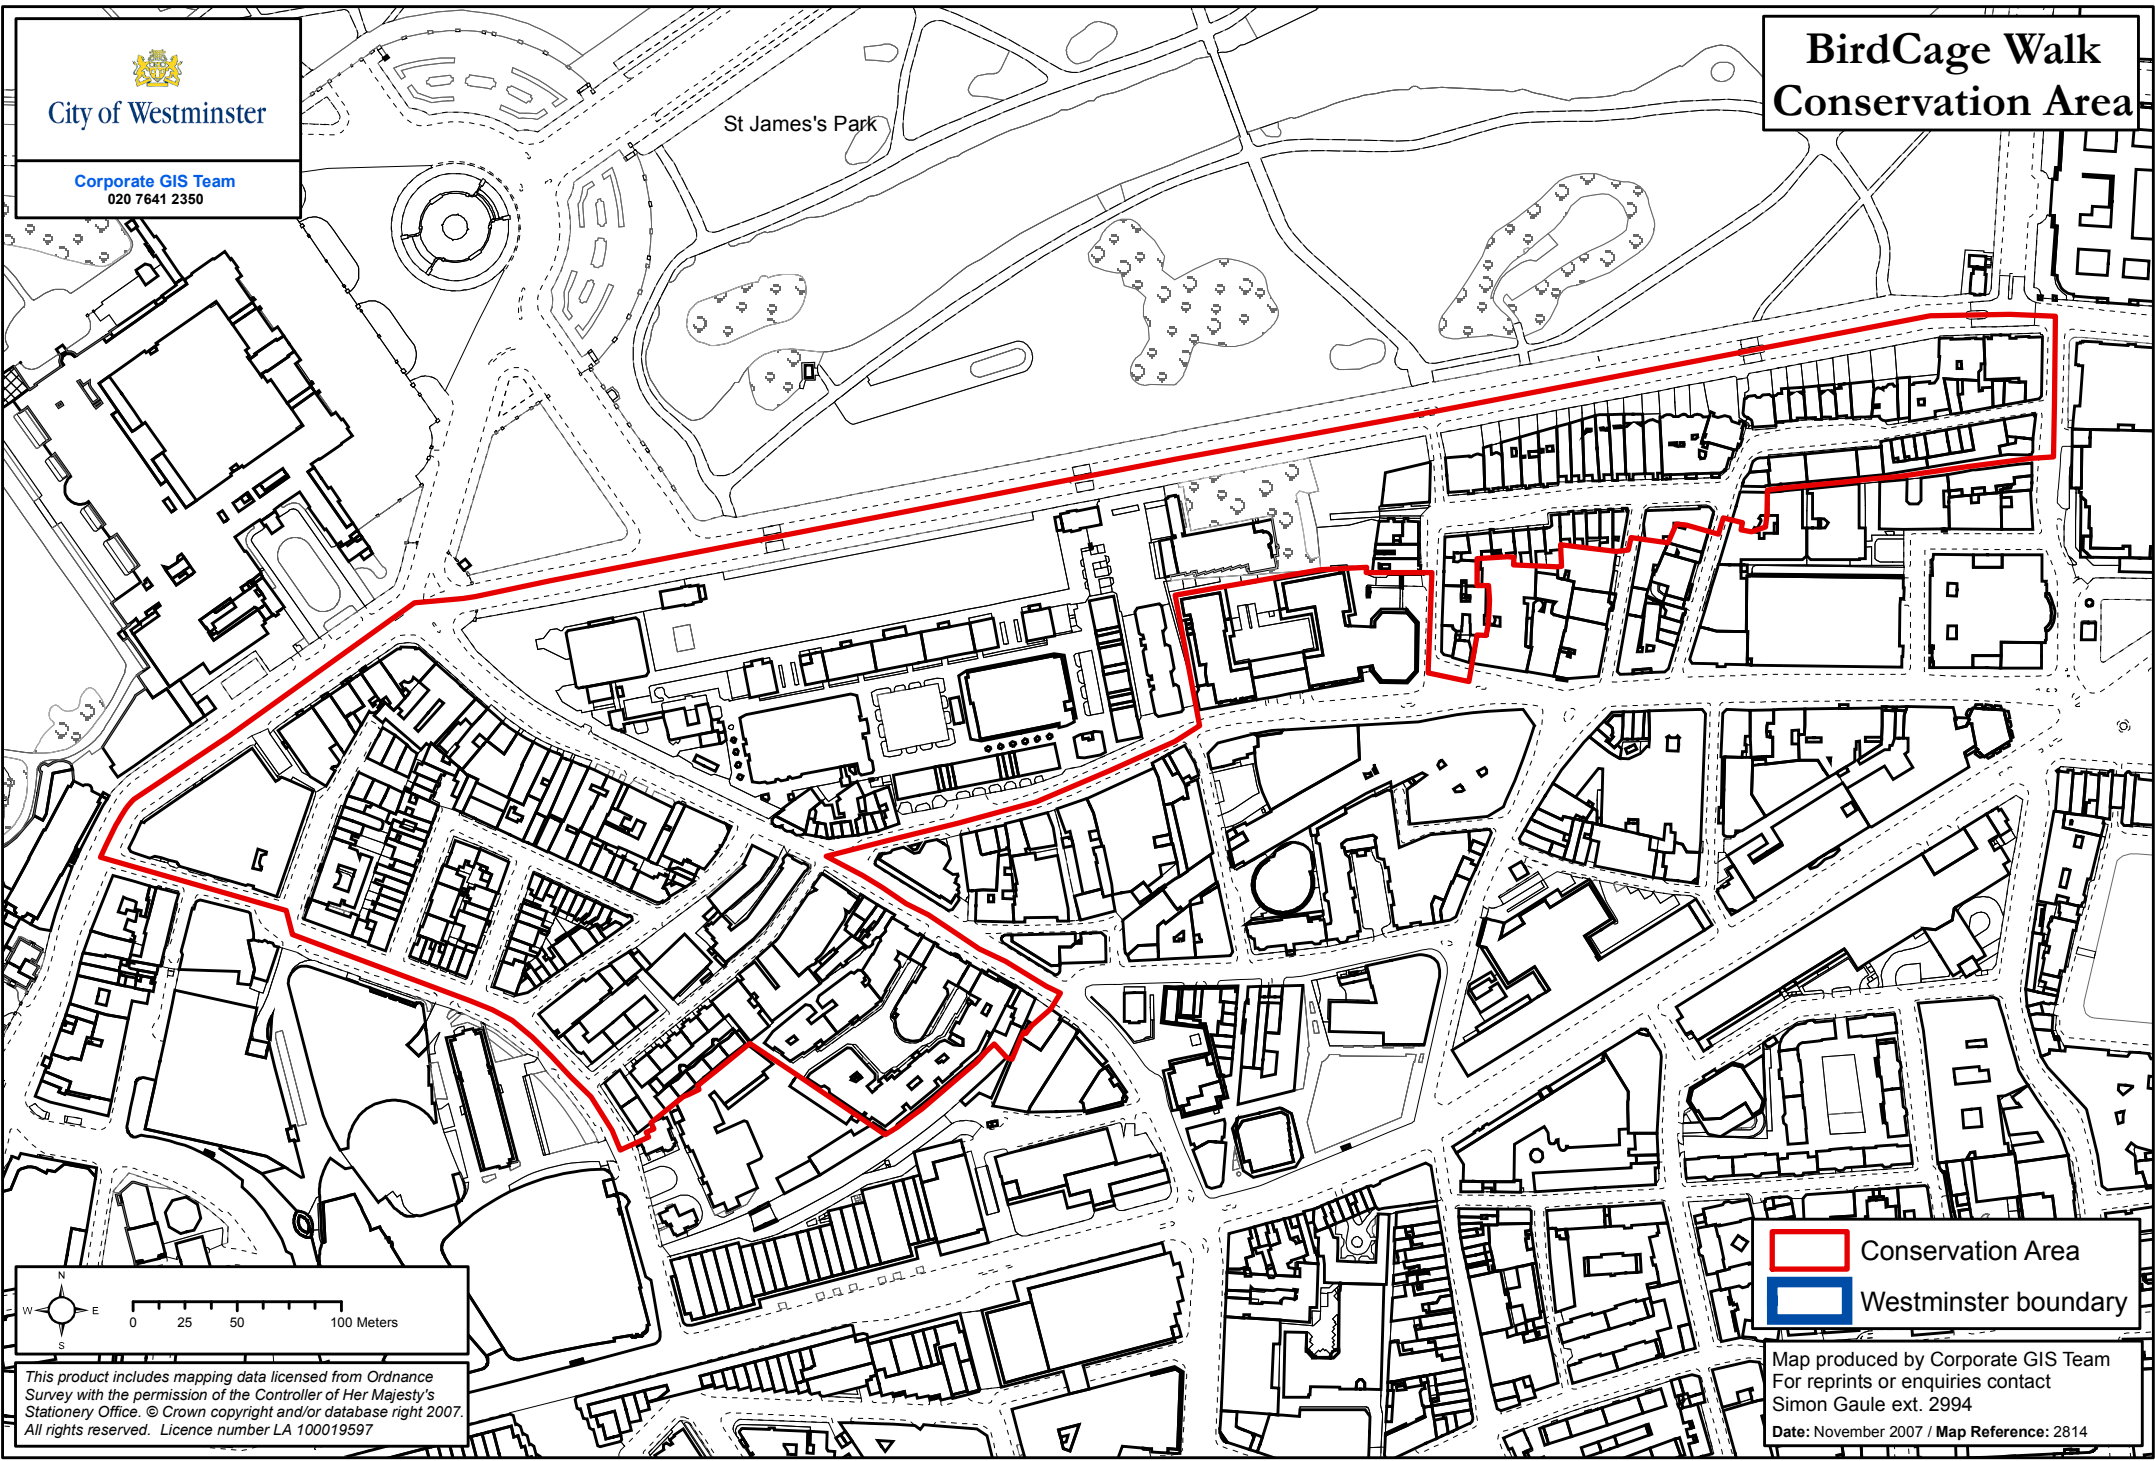 City of Westminster
Corporate GIS Team
020 7641 2350
BirdCage Walk
Conservation Area
St James's Park
N
W E
S
0 25 50 100 Meters
This product includes mapping data licensed from Ordnance
Survey with the permission of the Controller of Her Majesty's
Stationery Office. © Crown copyright and/or database right 2007.
All rights reserved. Licence number LA 100019597
Conservation Area
Westminster boundary
Map produced by Corporate GIS Team
For reprints or enquiries contact
Simon Gaule ext. 2994
Date: November 2007 / Map Reference: 2814